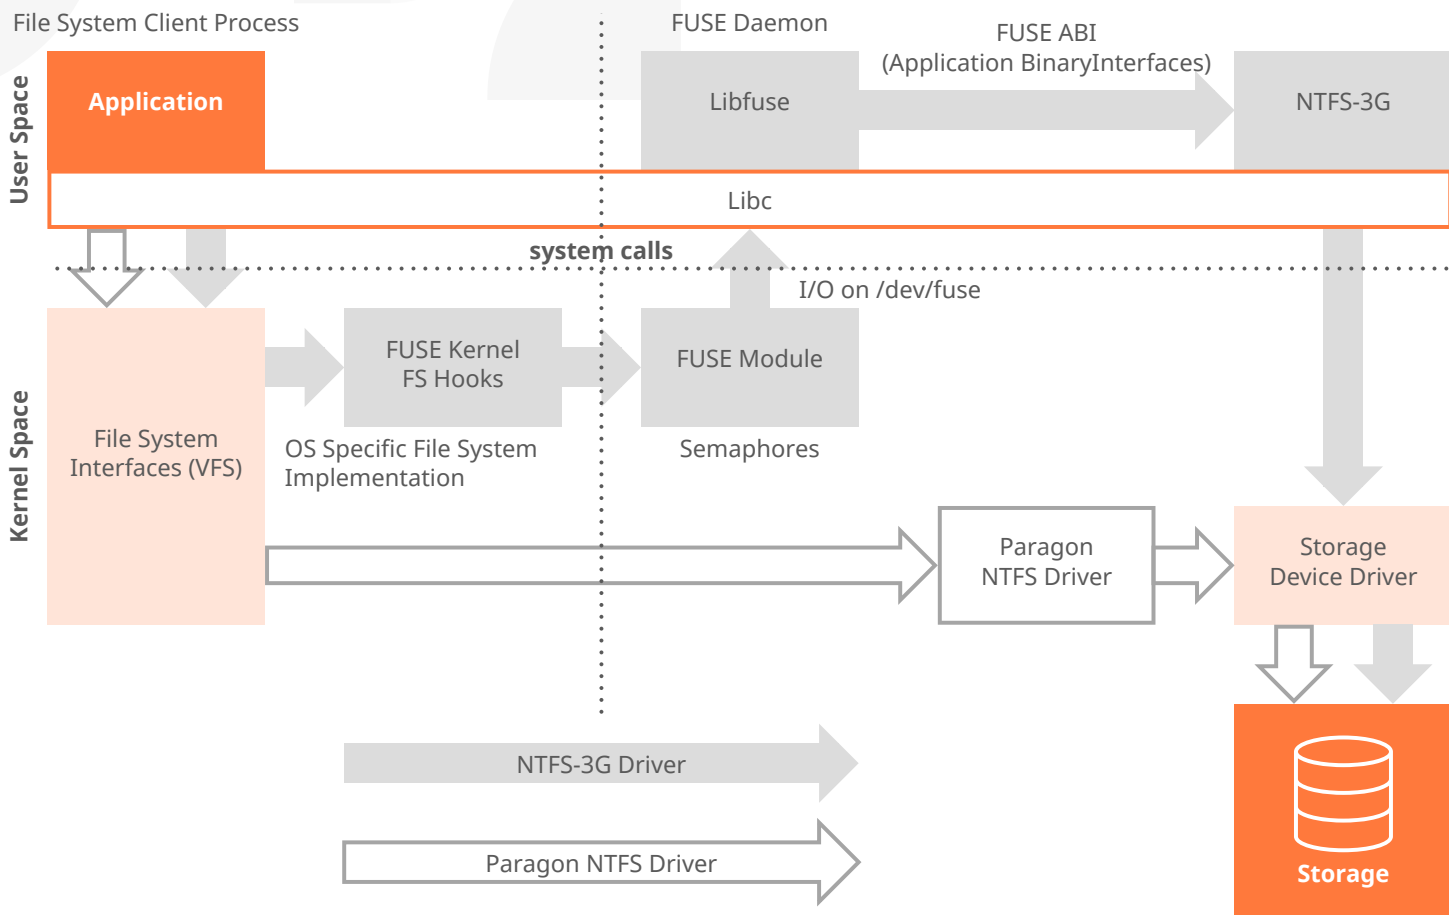 File System Client Process
FUSE Daemon
FUSE ABI
(Application BinaryInterfaces)
User Space
Application
Libfuse
NTFS-3G
Libc
system calls
I/O on /dev/fuse
Kernel Space
File System
Interfaces (VFS)
FUSE Kernel
FS Hooks
FUSE Module
OS Specific File System
Implementation
Semaphores
Paragon
NTFS Driver
Storage
Device Driver
NTFS-3G Driver
Paragon NTFS Driver
Storage